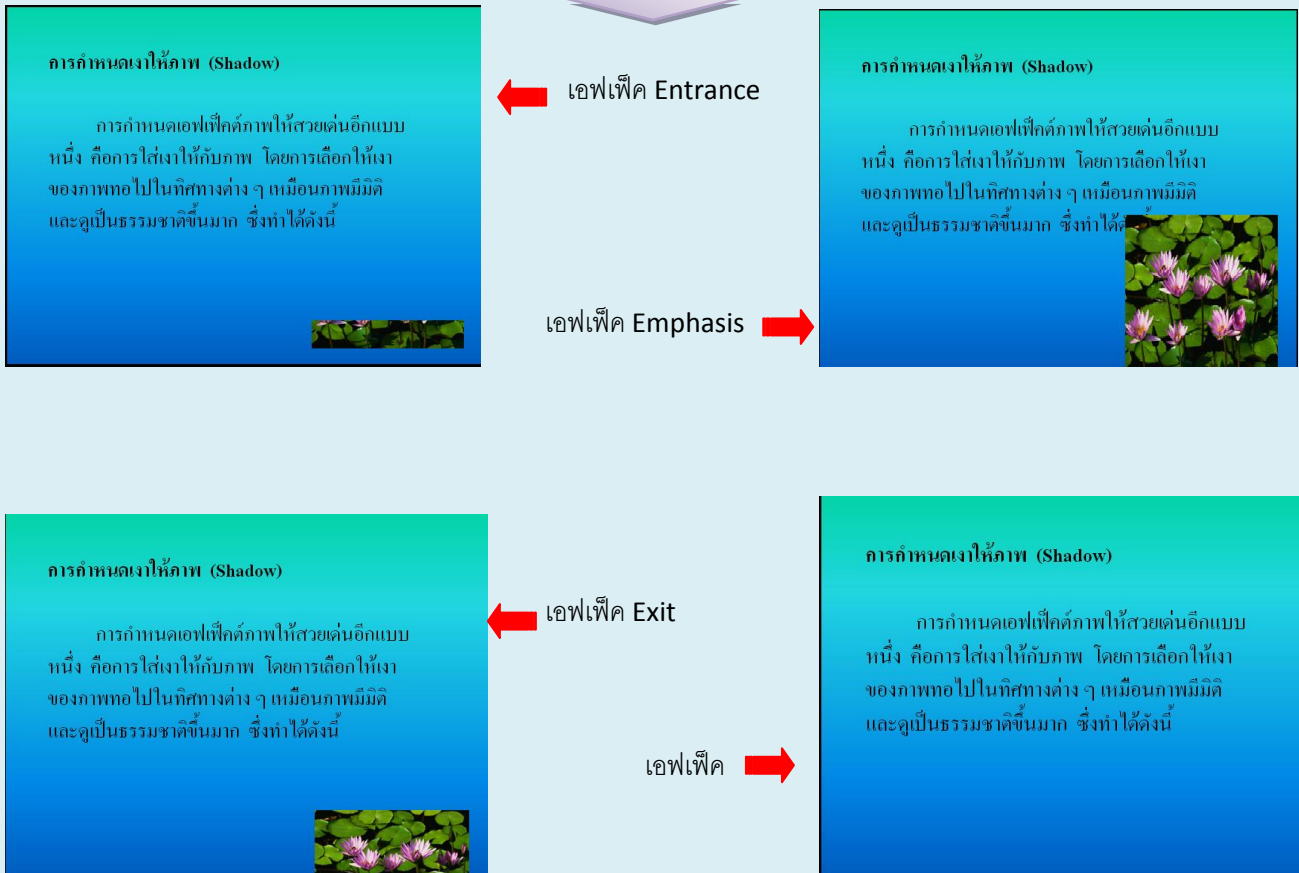 การกำหนดเงาให้ภาพ (Shadow)
การกำหนดเอฟเฟ็กต์ภาพให้สวยเด่นอีกแบบ
หนึ่ง คือการใส่เงาให้กับภาพ โดยการเลือกให้เงา
ของภาพทอไปในทิศทางต่าง ๆ เหมือนภาพมีมิติ
และดูเป็นธรรมชาติขึ้นมาก ซึ่งทำได้ดังนี้
เอฟเฟ็ค Entrance
การกำหนดเงาให้ภาพ (Shadow)
การกำหนดเอฟเฟ็กต์ภาพให้สวยเด่นอีกแบบ
หนึ่ง คือการใส่เงาให้กับภาพ โดยการเลือกให้เงา
ของภาพทอไปในทิศทางต่าง ๆ เหมือนภาพมีมิติ
และดูเป็นธรรมชาติขึ้นมาก ซึ่งทำได้
เอฟเฟ็ค Emphasis
การกำหนดเงาให้ภาพ (Shadow)
การกำหนดเอฟเฟ็กต์ภาพให้สวยเด่นอีกแบบ
หนึ่ง คือการใส่เงาให้กับภาพ โดยการเลือกให้เงา
ของภาพทอไปในทิศทางต่าง ๆ เหมือนภาพมีมิติ
และดูเป็นธรรมชาติขึ้นมาก ซึ่งทำได้ดังนี้
เอฟเฟ็ค Exit
การกำหนดเงาให้ภาพ (Shadow)
การกำหนดเอฟเฟ็กต์ภาพให้สวยเด่นอีกแบบ
หนึ่ง คือการใส่เงาให้กับภาพ โดยการเลือกให้เงา
ของภาพทอไปในทิศทางต่าง ๆ เหมือนภาพมีมิติ
และดูเป็นธรรมชาติขึ้นมาก ซึ่งทำได้ดังนี้
เอฟเฟ็ค